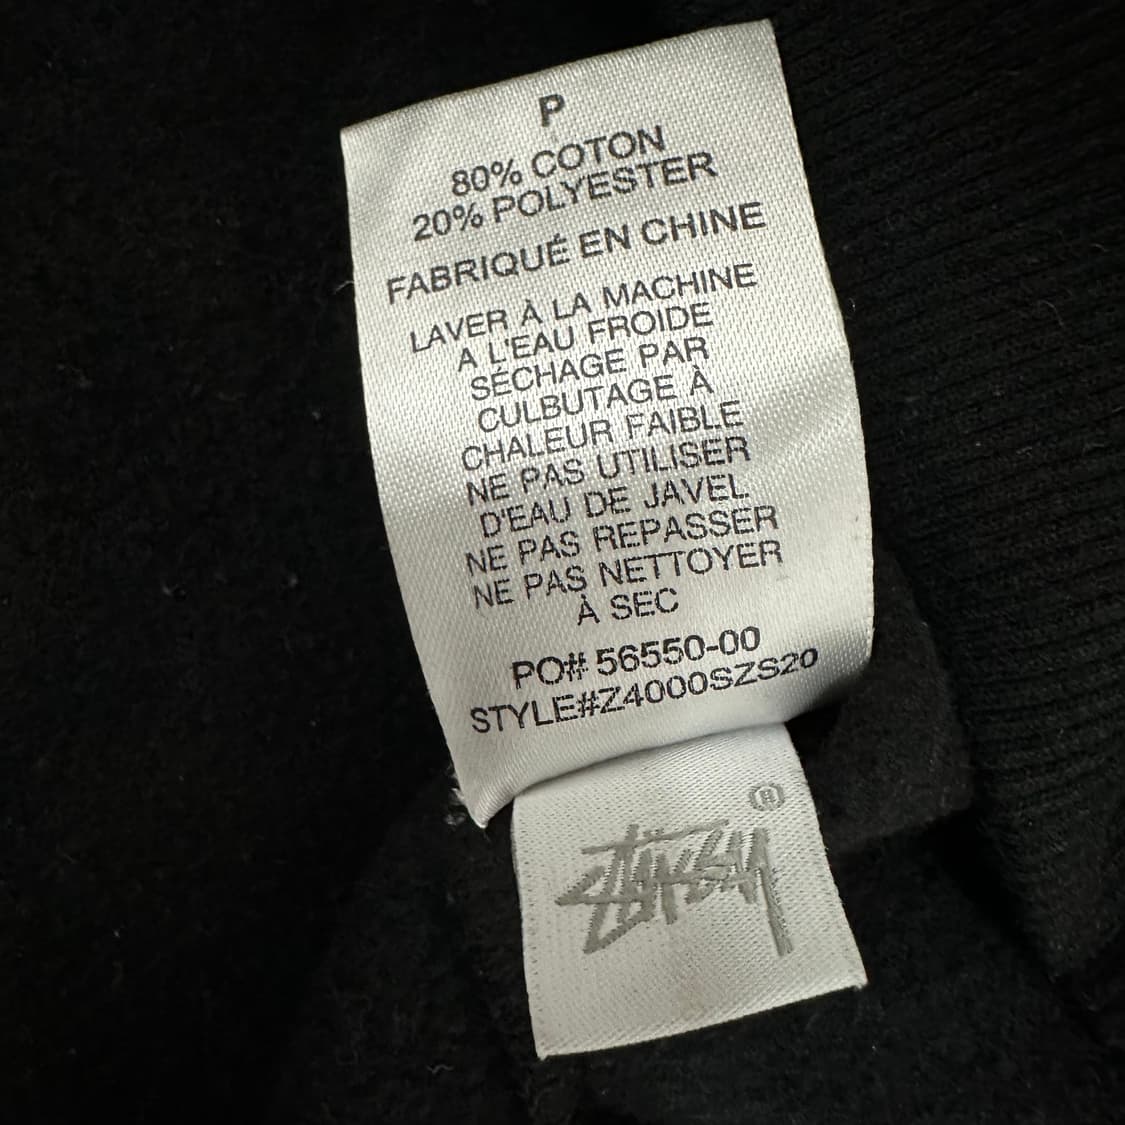 P
80% COTON
20% POLYESTER
FABRIQUÉ EN CHINE
LAVER À LA MACHINE
A L'EAU FROIDE
SÉCHAGE PAR
CULBUTAGE À
CHALEUR FAIBLE
NE PAS UTILISER
D'EAU DE JAVEL
NE PAS REPASSER
NE PAS NETTOYER
À SEC
PO# 56550-00
STYLE#Z4000SZS20
®
Stüssy